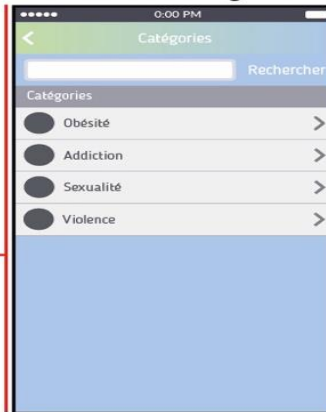 0:00 PM
Catégories
Rechercher
Catégories
Obésité
Addiction
Sexualité
Violence